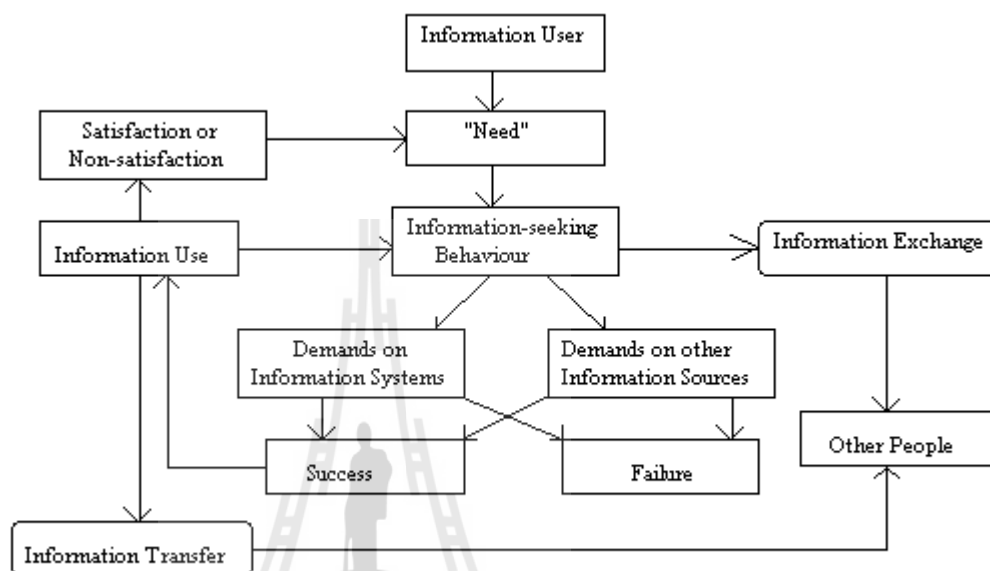 Information User
Satisfaction or
Non-satisfaction
"Need"
Information Use
Information-seeking
Behaviour
Information Exchange
Demands on
Information Systems
Demands on other
Information Sources
Success
Failure
Other People
Information Transfer